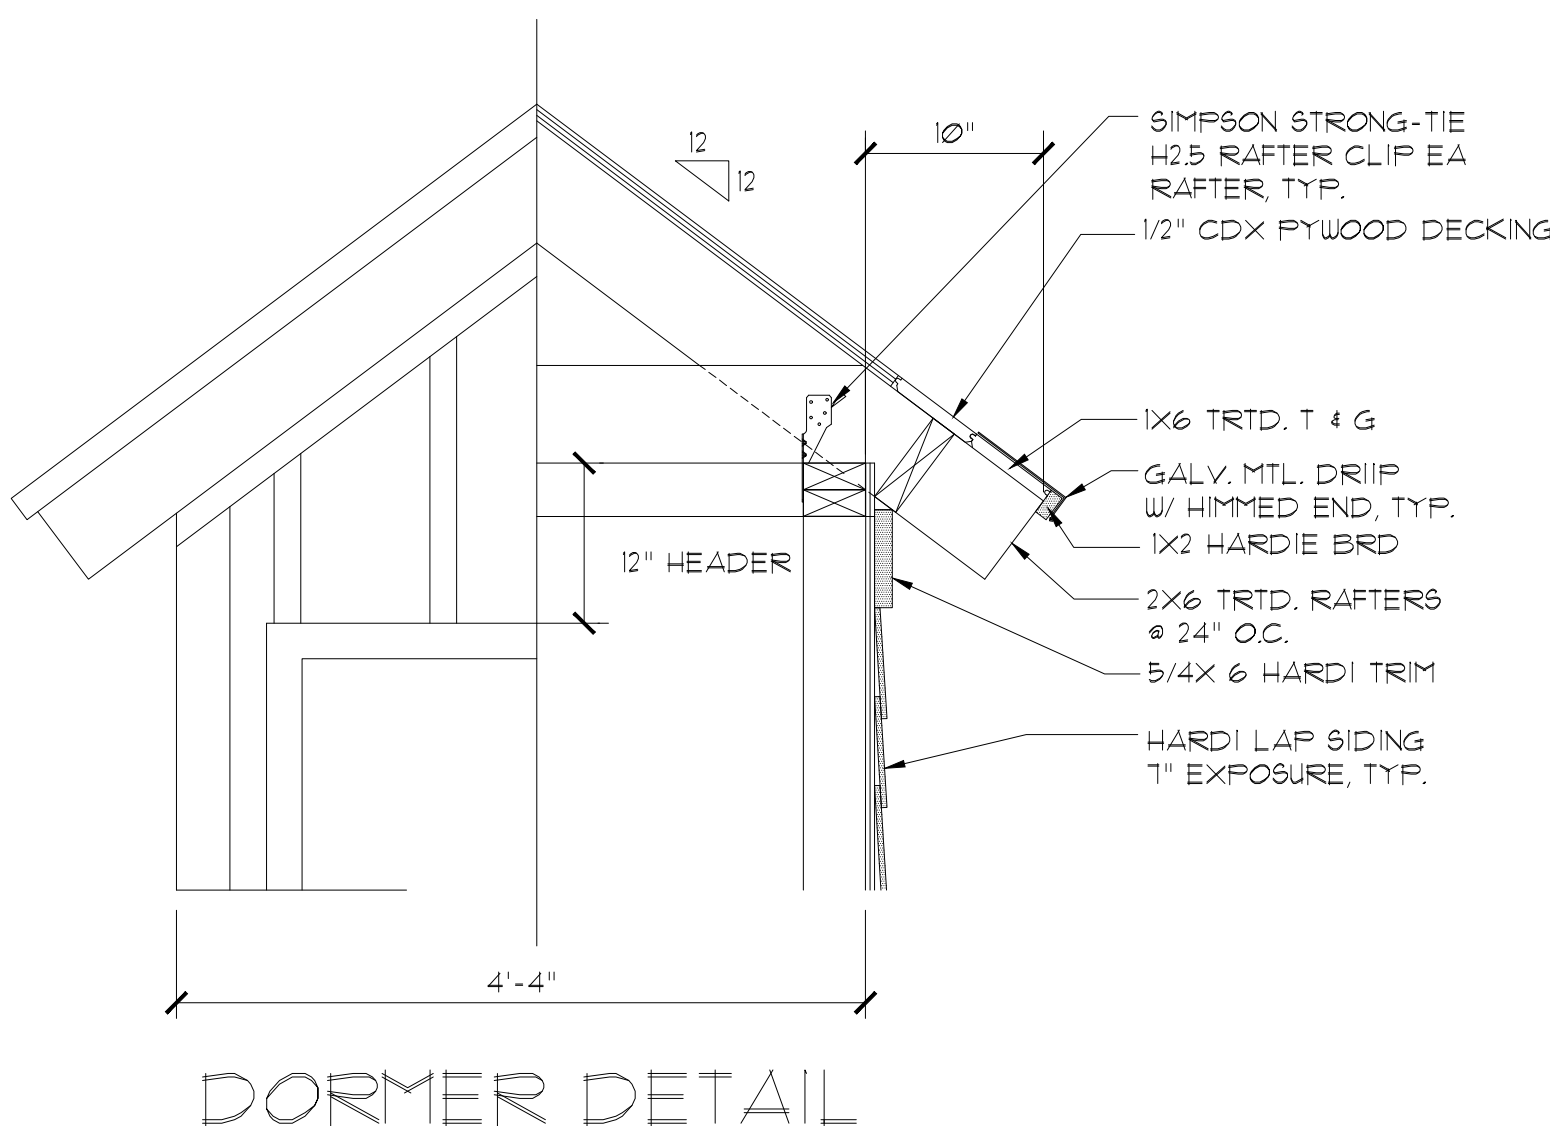 10"
12
12
SIMPSON STRONG-TIE
H2.5 RAFTER CLIP EA
RAFTER, TYP.
1/2" CDX PYWOOD DECKING
1X6 TRTD. T & G
GALV. MTL. DRIIP
W/ HIMMED END, TYP.
1X2 HARDIE BRD
12" HEADER
2X6 TRTD. RAFTERS
@ 24" O.C.
5/4X 6 HARDI TRIM
HARDI LAP SIDING
7" EXPOSURE, TYP.
4'-4"
DORMER DETAIL